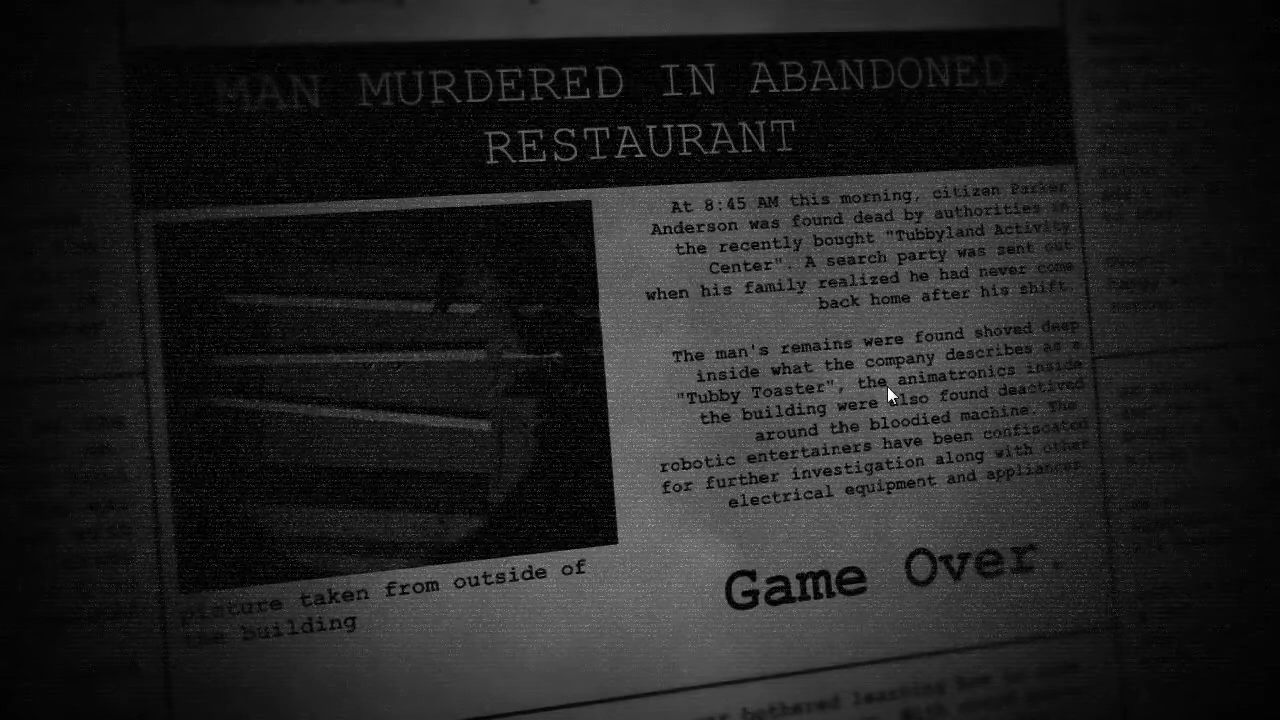 MAN MURDERED IN ABANDONED
RESTAURANT
At 8:45 AM this morning, citizen Parker
Anderson was found dead by authorities in
the recently bought "Tubbyland Activity
Center". A search party was sent out
when his family realized he had never come
back home after his shift.
The man's remains were found shoved deep
inside what the company describes as a
"Tubby Toaster", the animatronics inside
the building were also found deactived
around the bloodied machine. The
robotic entertainers have been confiscated
for further investigation along with other
electrical equipment and appliances.
picture taken from outside of
the building
Game Over.
bothered learning how to